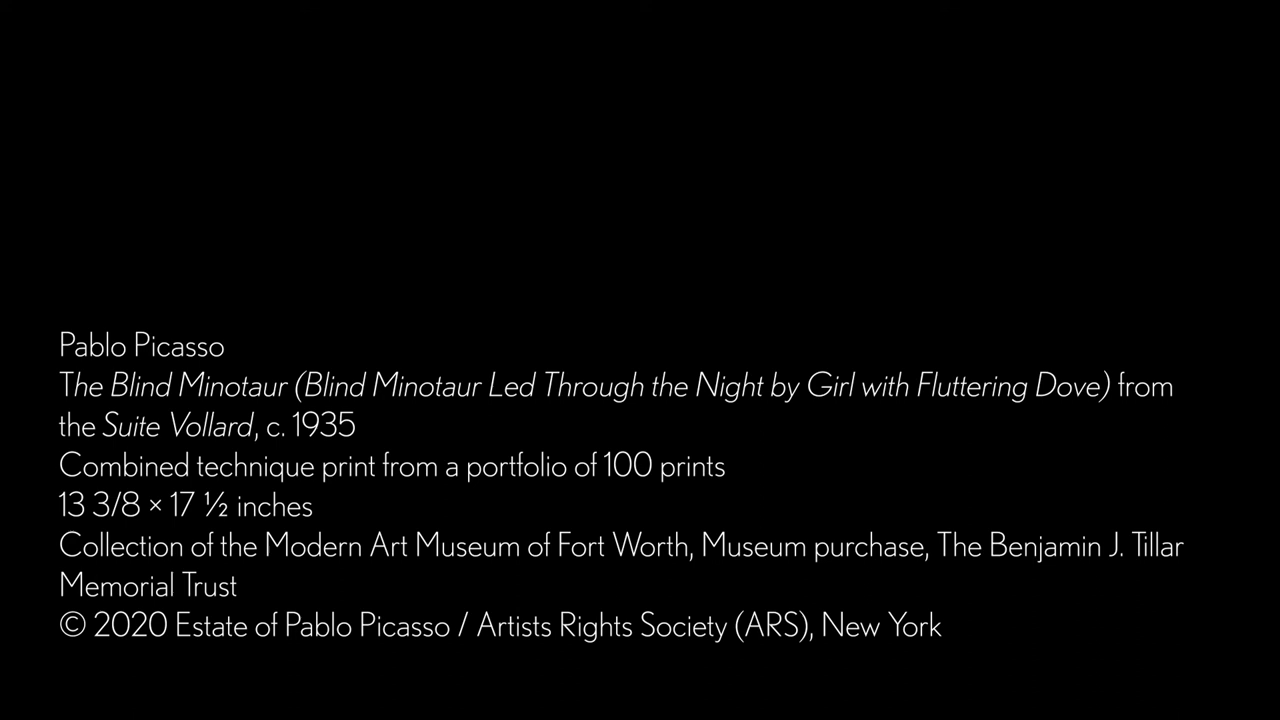 Pablo Picasso
The Blind Minotaur (Blind Minotaur Led Through the Night by Girl with Fluttering Dove) from
the Suite Vollard, c. 1935
Combined technique print from a portfolio of 100 prints
13 3/8 × 17 ½ inches
Collection of the Modern Art Museum of Fort Worth, Museum purchase, The Benjamin J. Tillar
Memorial Trust
© 2020 Estate of Pablo Picasso / Artists Rights Society (ARS), New York